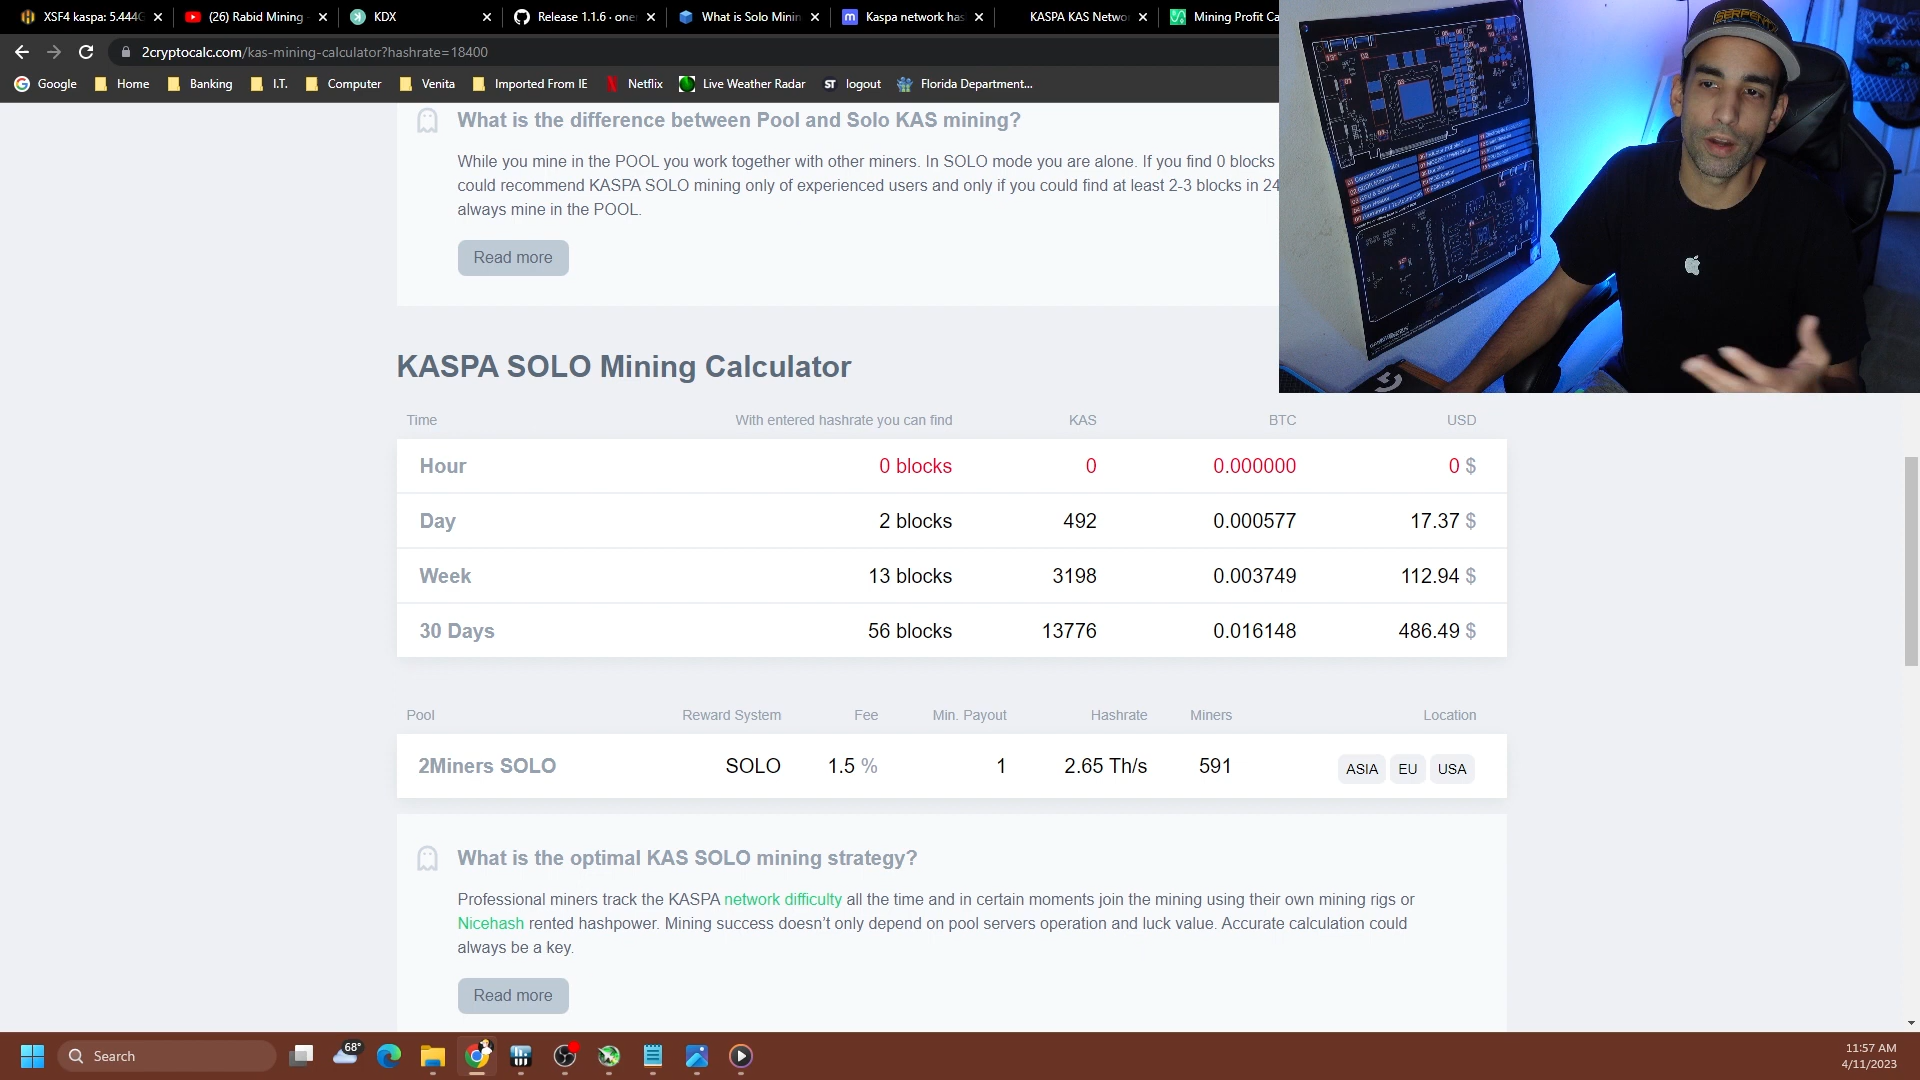 XSF4 kaspa: 5.444G
(26) Rabid Mining
KDX
Release 1.1.6 · oner
What is Solo Minin
Kaspa network has
KASPA KAS Netwo
Mining Profit Ca
2cryptocalc.com/kas-mining-calculator?hashrate=18400
Google
Home
Banking
I.T.
Computer
Venita
Imported From IE
Netflix
Live Weather Radar
ST
logout
Florida Department...
What is the difference between Pool and Solo KAS mining?
While you mine in the POOL you work together with other miners. In SOLO mode you are alone. If you find 0 blocks
could recommend KASPA SOLO mining only of experienced users and only if you could find at least 2-3 blocks in 24
always mine in the POOL.
Read more
KASPA SOLO Mining Calculator
Time With entered hashrate you can find KAS BTC USD
Hour 0 blocks 0 0.000000 0 $
Day 2 blocks 492 0.000577 17.37 $
Week 13 blocks 3198 0.003749 112.94 $
30 Days 56 blocks 13776 0.016148 486.49 $
Pool Reward System Fee Min. Payout Hashrate Miners Location
2Miners SOLO SOLO 1.5 % 1 2.65 Th/s 591 ASIA EU USA
What is the optimal KAS SOLO mining strategy?
Professional miners track the KASPA network difficulty all the time and in certain moments join the mining using their own mining rigs or
Nicehash rented hashpower. Mining success doesn't only depend on pool servers operation and luck value. Accurate calculation could
always be a key.
Read more
Search
68°
11:57 AM
4/11/2023